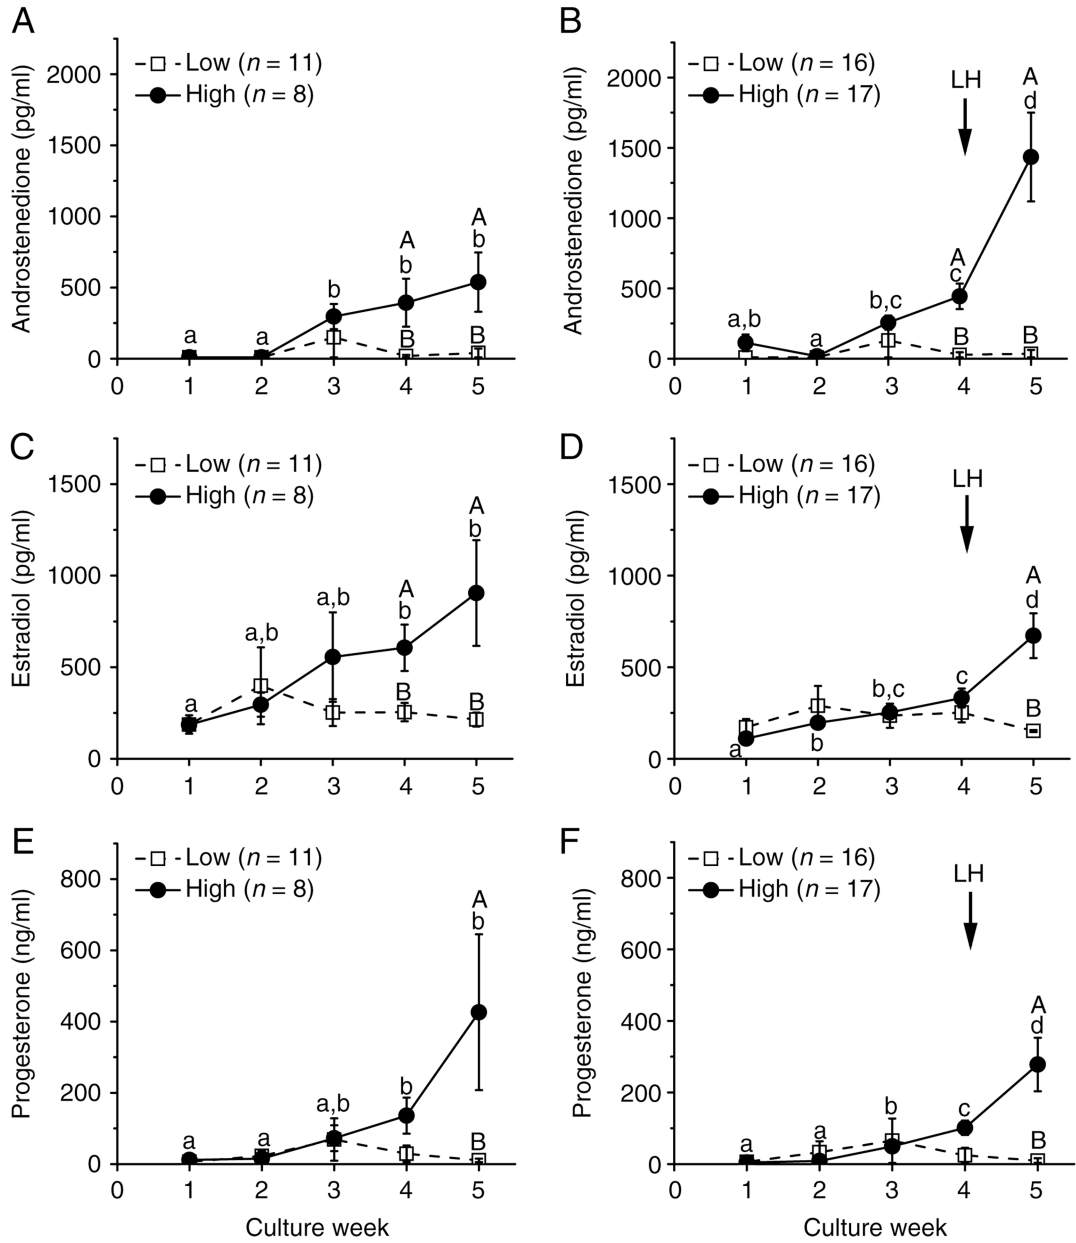 A
Androstenedione (pg/ml)
2000
1500
1000
500
0
Low (n = 11)
High (n = 8)
a
a
b
A
b
B
A
b
B
0 1 2 3 4 5
B
Androstenedione (pg/ml)
2000
1500
1000
500
0
Low (n = 16)
High (n = 17)
LH
a,b
a
b,c
A
c
B
A
d
B
0 1 2 3 4 5
C
Estradiol (pg/ml)
1500
1000
500
0
Low (n = 11)
High (n = 8)
a
a,b
a,b
A
b
B
A
b
B
0 1 2 3 4 5
D
Estradiol (pg/ml)
1500
1000
500
0
Low (n = 16)
High (n = 17)
LH
a
b
b,c
c
A
d
B
0 1 2 3 4 5
E
Progesterone (ng/ml)
800
600
400
200
0
Low (n = 11)
High (n = 8)
a
a
a,b
b
A
b
B
0 1 2 3 4 5
Culture week
F
Progesterone (ng/ml)
800
600
400
200
0
Low (n = 16)
High (n = 17)
LH
a
a
b
c
A
d
B
0 1 2 3 4 5
Culture week